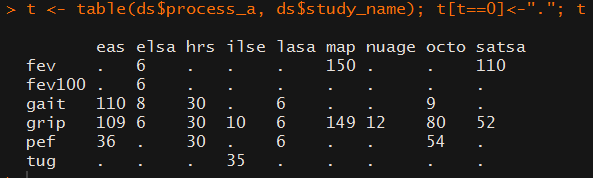 > t <- table(ds$process_a, ds$study_name); t[t==0]<-"."; t
eas elsa hrs ilse lasa map nuage octo satsa
fev . 6 . . . 150 . . 110
fev100 . 6 . . . . . . .
gait 110 8 30 . 6 . . 9 .
grip 109 6 30 10 6 149 12 80 52
pef 36 . 30 . 6 . . 54 .
tug . . . 35 . . . . .